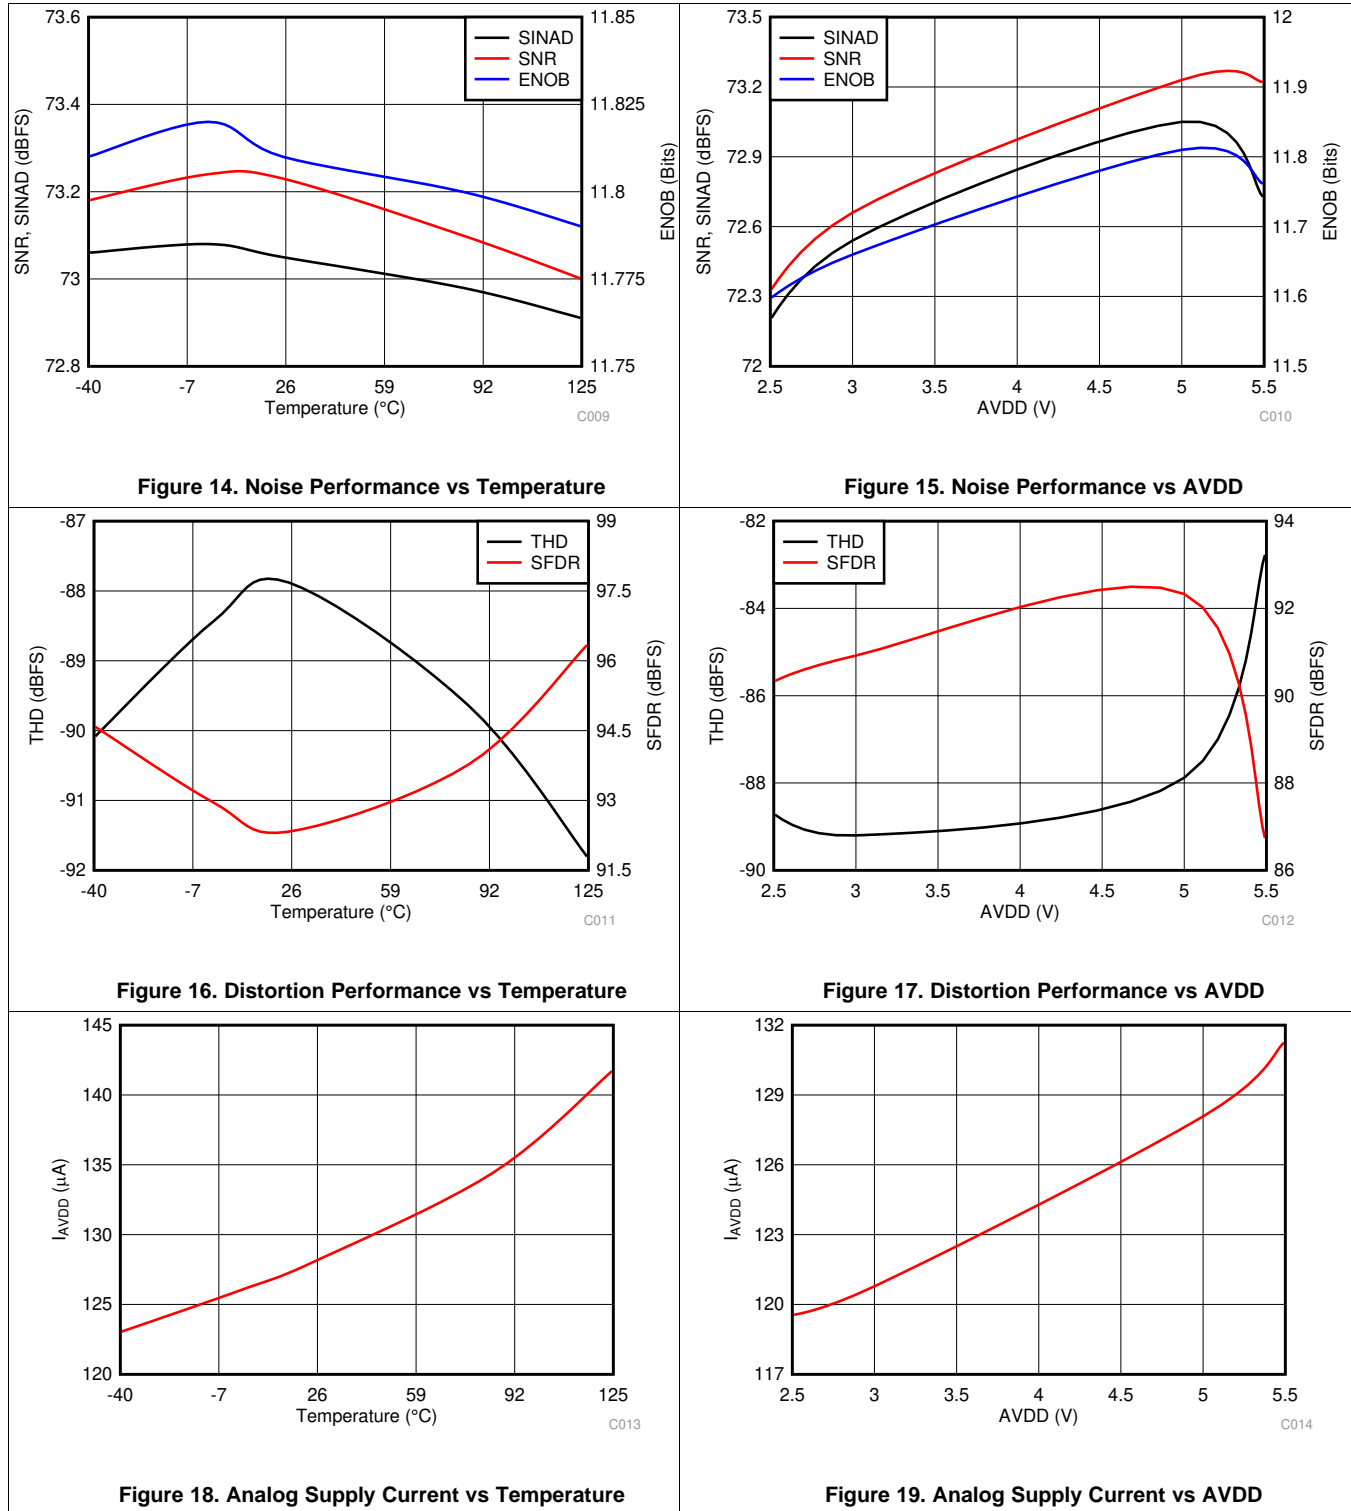 73.6
73.4
73.2
73
72.8
SNR, SINAD (dBFS)
SINAD
SNR
ENOB
11.85
11.825
11.8
11.775
11.75
ENOB (Bits)
-40 -7 26 59 92 125
Temperature (°C)
C009
Figure 14. Noise Performance vs Temperature
73.5
73.2
72.9
72.6
72.3
72
SNR, SINAD (dBFS)
SINAD
SNR
ENOB
12
11.9
11.8
11.7
11.6
11.5
ENOB (Bits)
2.5 3 3.5 4 4.5 5 5.5
AVDD (V)
C010
Figure 15. Noise Performance vs AVDD
-87
-88
-89
-90
-91
-92
THD (dBFS)
THD
SFDR
99
97.5
96
94.5
93
91.5
SFDR (dBFS)
-40 -7 26 59 92 125
Temperature (°C)
C011
Figure 16. Distortion Performance vs Temperature
-82
-84
-86
-88
-90
THD (dBFS)
THD
SFDR
94
92
90
88
86
SFDR (dBFS)
2.5 3 3.5 4 4.5 5 5.5
AVDD (V)
C012
Figure 17. Distortion Performance vs AVDD
145
140
135
130
125
120
IAVDD (μA)
-40 -7 26 59 92 125
Temperature (°C)
C013
Figure 18. Analog Supply Current vs Temperature
132
129
126
123
120
117
IAVDD (μA)
2.5 3 3.5 4 4.5 5 5.5
AVDD (V)
C014
Figure 19. Analog Supply Current vs AVDD